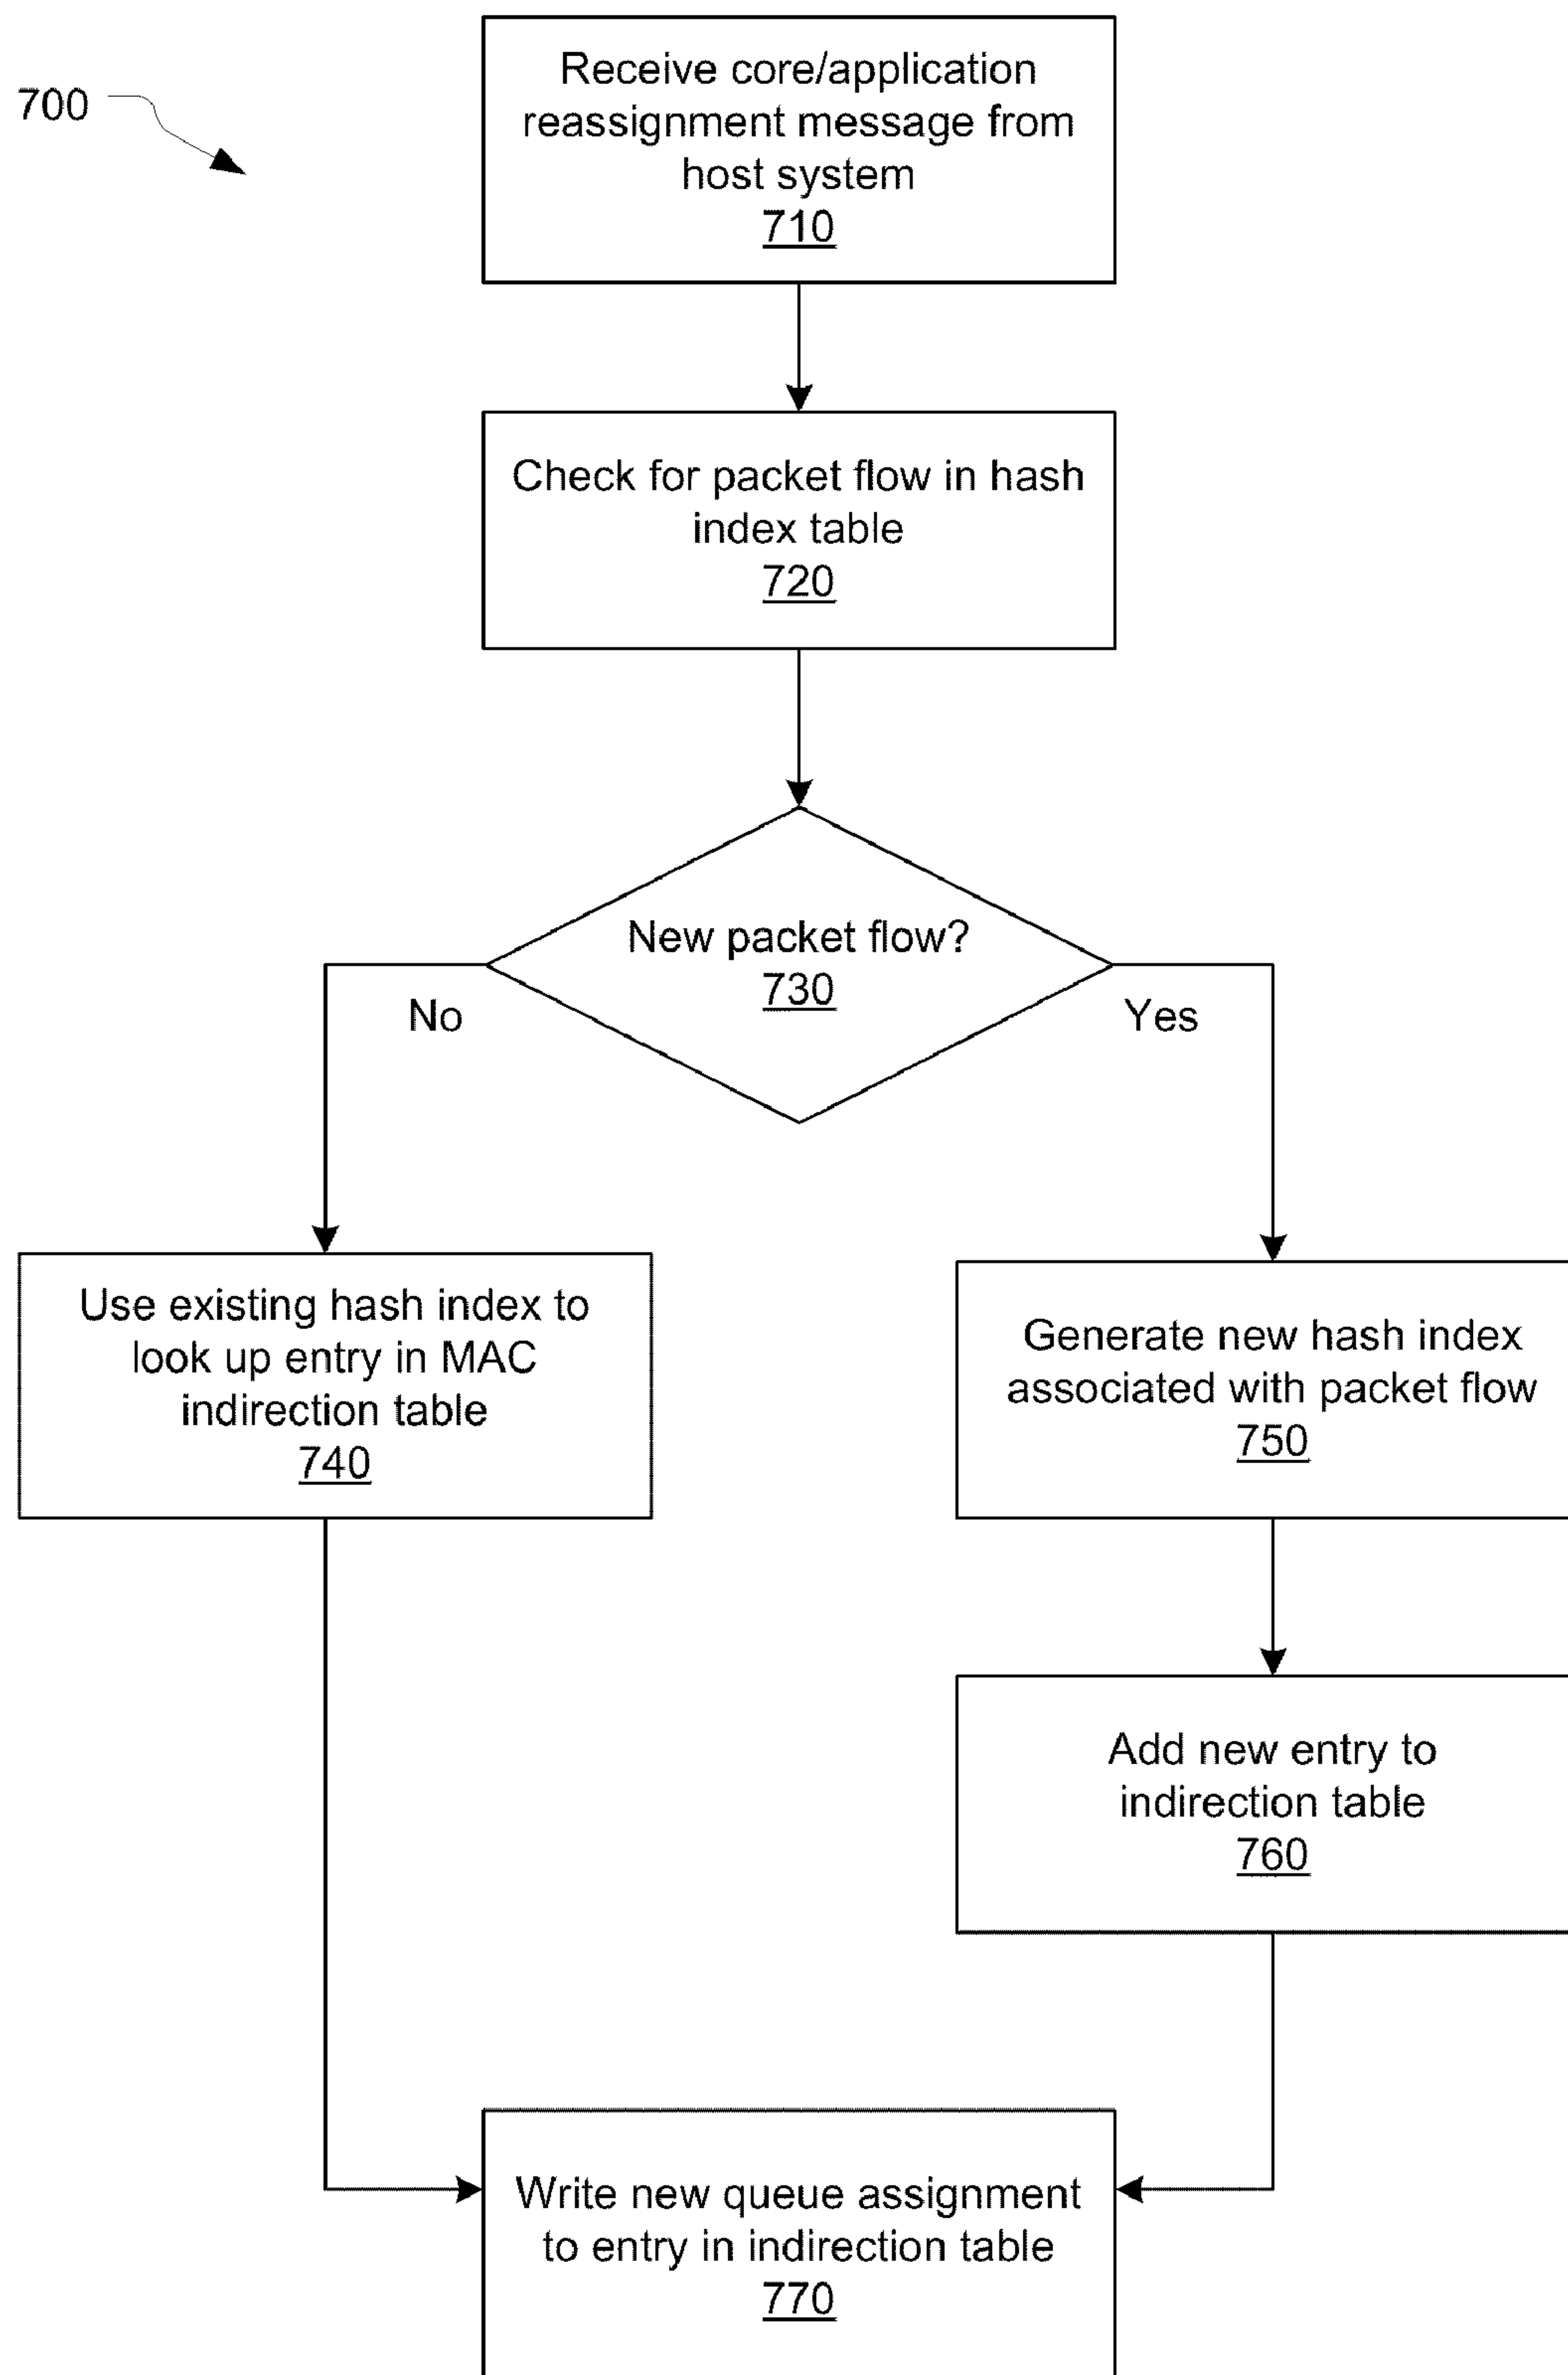 700
Receive core/application
reassignment message from
host system
710
Check for packet flow in hash
index table
720
New packet flow?
730
No
Yes
Use existing hash index to
look up entry in MAC
indirection table
740
Generate new hash index
associated with packet flow
750
Add new entry to
indirection table
760
Write new queue assignment
to entry in indirection table
770